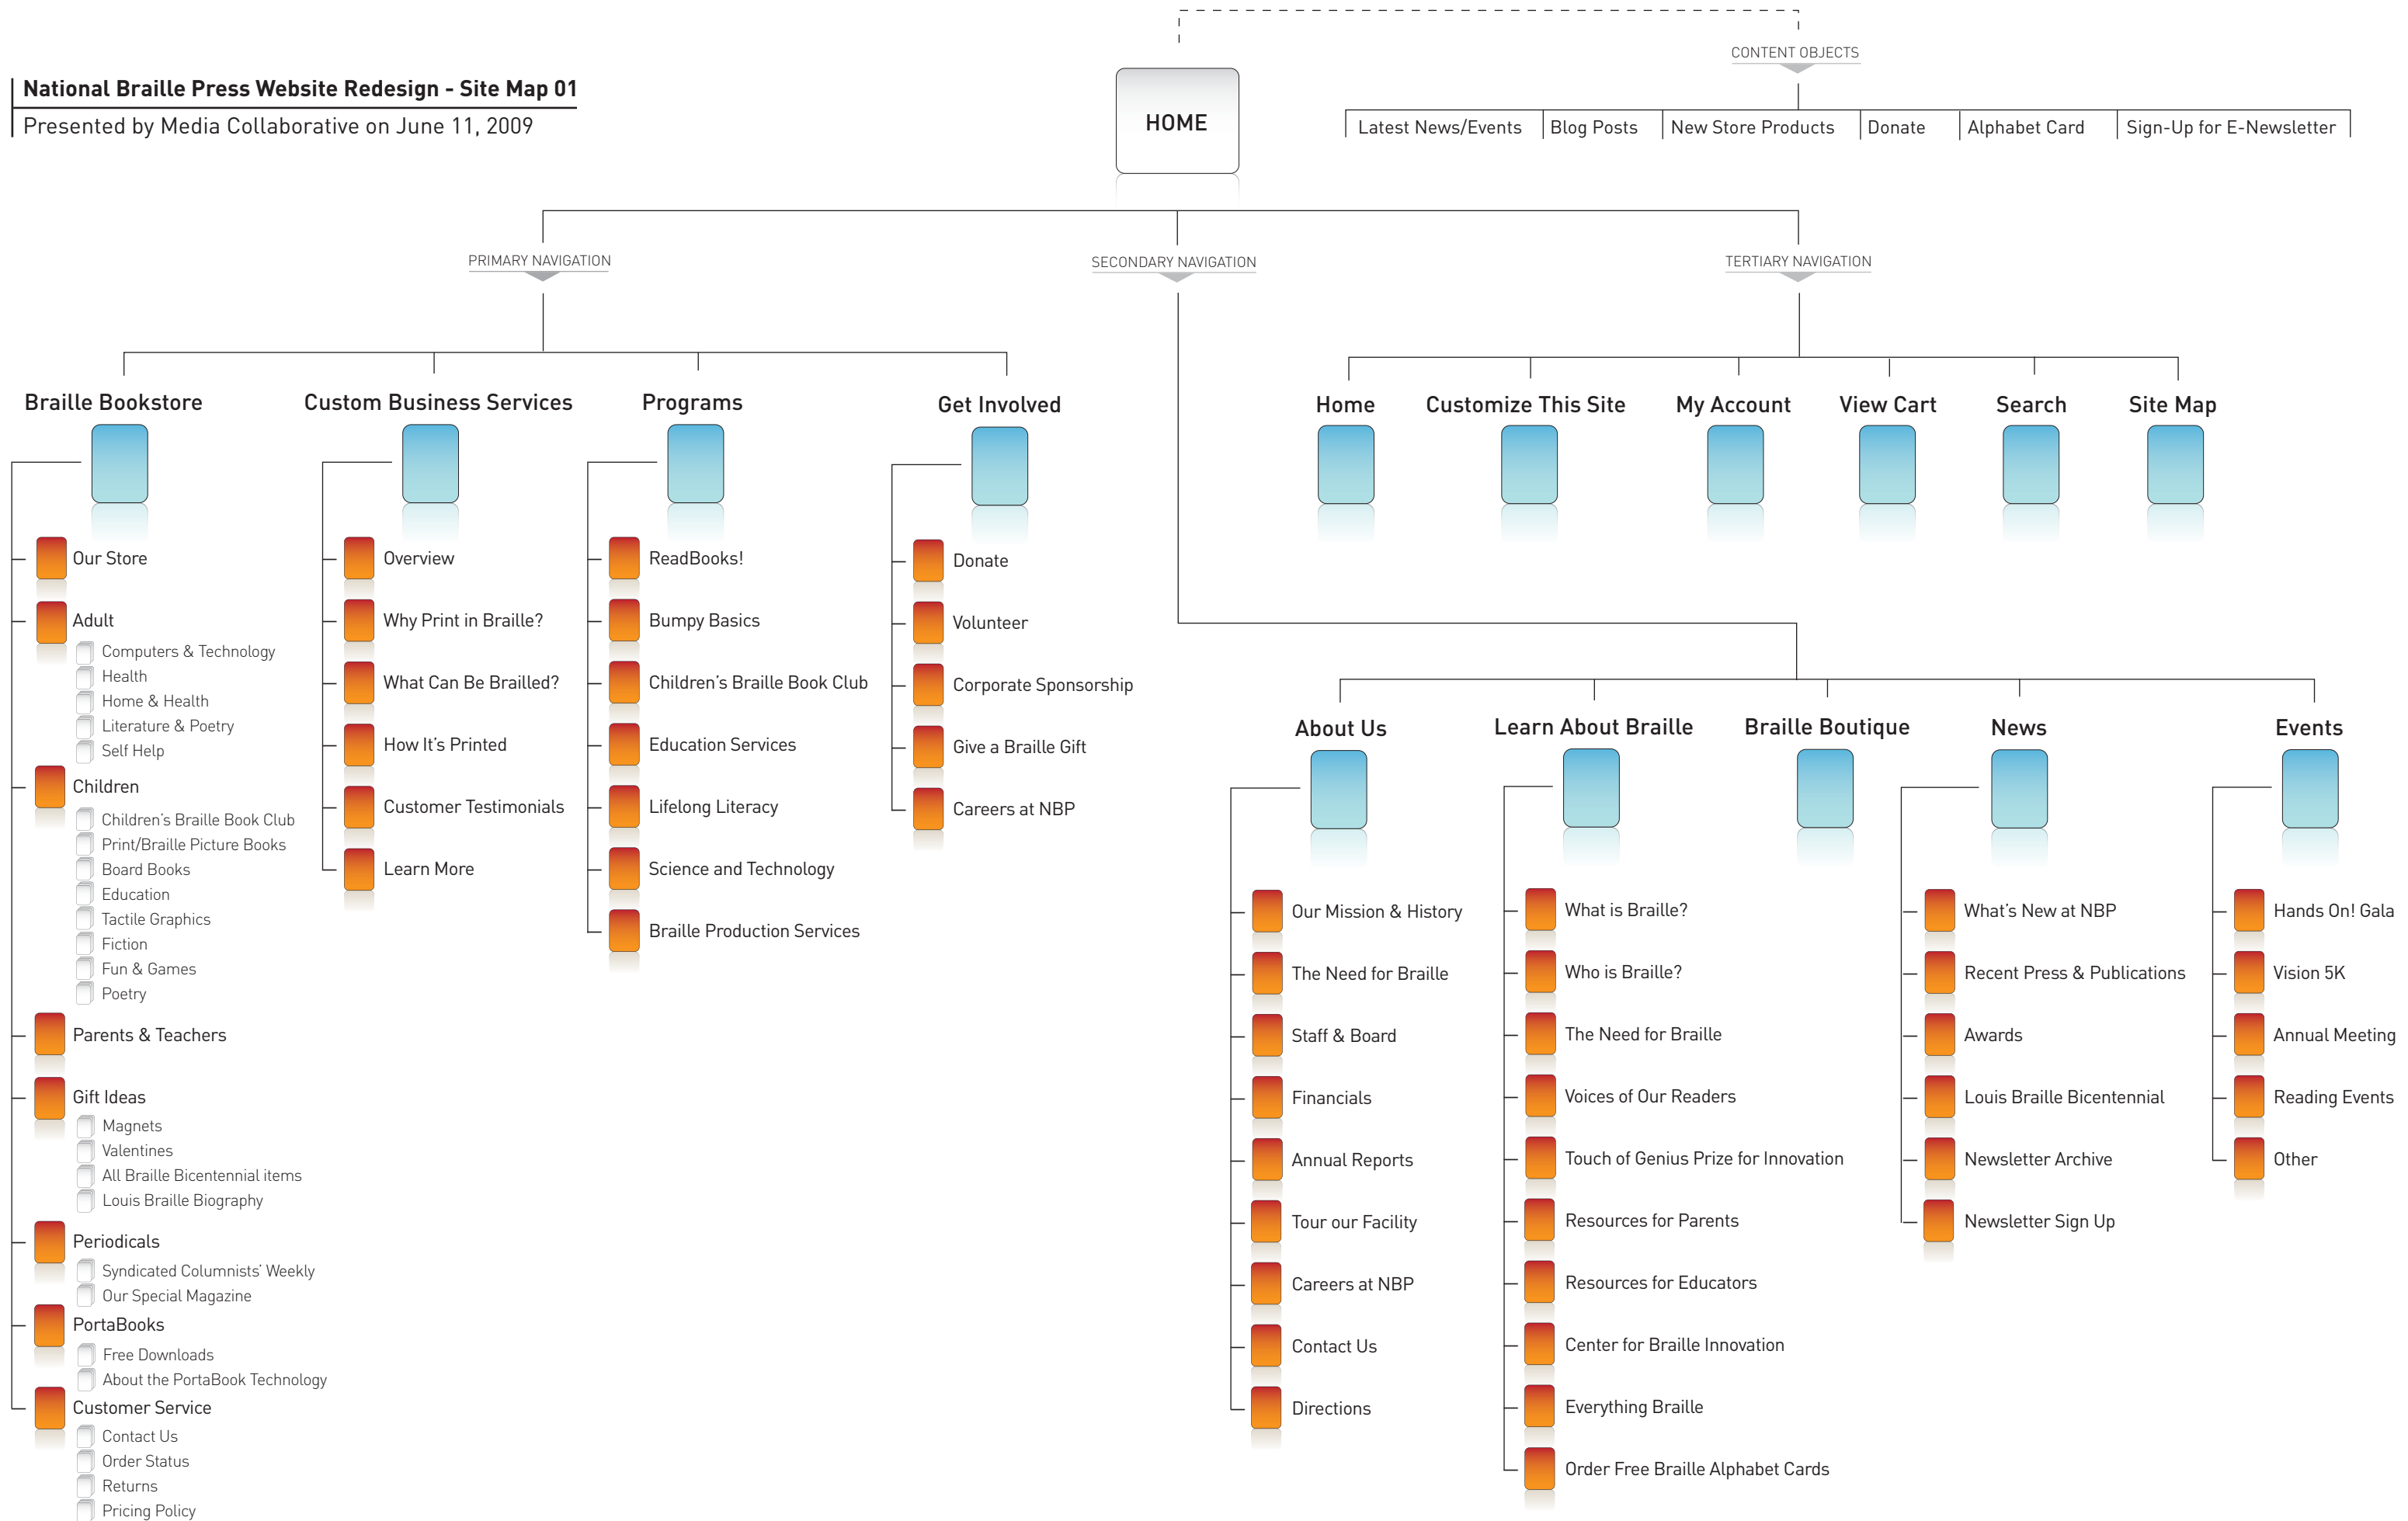 National Braille Press Website Redesign - Site Map 01
Presented by Media Collaborative on June 11, 2009
HOME
CONTENT OBJECTS
Latest News/Events
Blog Posts
New Store Products
Donate
Alphabet Card
Sign-Up for E-Newsletter
PRIMARY NAVIGATION
SECONDARY NAVIGATION
TERTIARY NAVIGATION
Braille Bookstore
Our Store
Adult
Computers & Technology
Health
Home & Health
Literature & Poetry
Self Help
Children
Children's Braille Book Club
Print/Braille Picture Books
Board Books
Education
Tactile Graphics
Fiction
Fun & Games
Poetry
Parents & Teachers
Gift Ideas
Magnets
Valentines
All Braille Bicentennial items
Louis Braille Biography
Periodicals
Syndicated Columnists' Weekly
Our Special Magazine
PortaBooks
Free Downloads
About the PortaBook Technology
Customer Service
Contact Us
Order Status
Returns
Pricing Policy
Custom Business Services
Overview
Why Print in Braille?
What Can Be Brailled?
How It's Printed
Customer Testimonials
Learn More
Programs
ReadBooks!
Bumpy Basics
Children's Braille Book Club
Education Services
Lifelong Literacy
Science and Technology
Braille Production Services
Get Involved
Donate
Volunteer
Corporate Sponsorship
Give a Braille Gift
Careers at NBP
Home
Customize This Site
My Account
View Cart
Search
Site Map
About Us
Our Mission & History
The Need for Braille
Staff & Board
Financials
Annual Reports
Tour our Facility
Careers at NBP
Contact Us
Directions
Learn About Braille
What is Braille?
Who is Braille?
The Need for Braille
Voices of Our Readers
Touch of Genius Prize for Innovation
Resources for Parents
Resources for Educators
Center for Braille Innovation
Everything Braille
Order Free Braille Alphabet Cards
Braille Boutique
News
What's New at NBP
Recent Press & Publications
Awards
Louis Braille Bicentennial
Newsletter Archive
Newsletter Sign Up
Events
Hands On! Gala
Vision 5K
Annual Meeting
Reading Events
Other